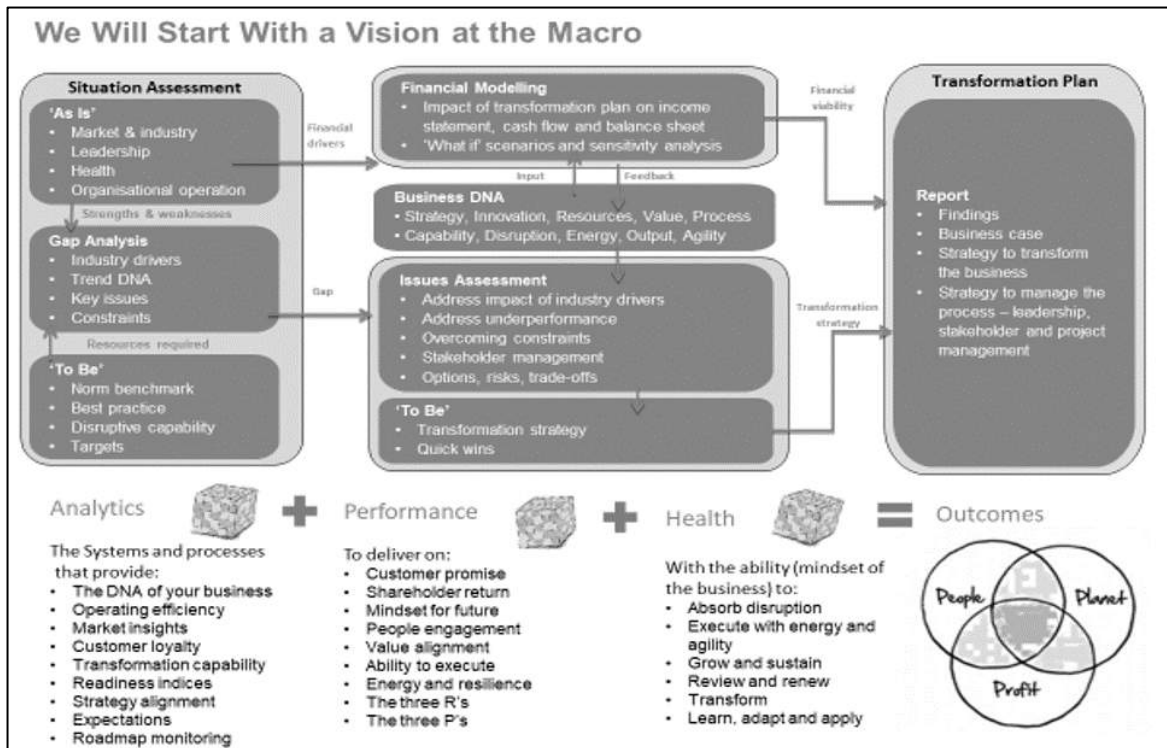 We Will Start With a Vision at the Macro
Situation Assessment
'As Is'
• Market & industry
• Leadership
• Health
• Organisational operation
Strengths & weaknesses
Gap Analysis
• Industry drivers
• Trend DNA
• Key issues
• Constraints
Resources required
'To Be'
• Norm benchmark
• Best practice
• Disruptive capability
• Targets
Financial
drivers
Gap
Financial Modelling
• Impact of transformation plan on income
statement, cash flow and balance sheet
• 'What if' scenarios and sensitivity analysis
Input
Feedback
Business DNA
• Strategy, Innovation, Resources, Value, Process
• Capability, Disruption, Energy, Output, Agility
Issues Assessment
• Address impact of industry drivers
• Address underperformance
• Overcoming constraints
• Stakeholder management
• Options, risks, trade-offs
'To Be'
• Transformation strategy
• Quick wins
Financial
viability
Transformation
strategy
Transformation Plan
Report
• Findings
• Business case
• Strategy to transform
the business
• Strategy to manage the
process – leadership,
stakeholder and project
management
Analytics
The Systems and processes
that provide:
• The DNA of your business
• Operating efficiency
• Market insights
• Customer loyalty
• Transformation capability
• Readiness indices
• Strategy alignment
• Expectations
• Roadmap monitoring
+
Performance
To deliver on:
• Customer promise
• Shareholder return
• Mindset for future
• People engagement
• Value alignment
• Ability to execute
• Energy and resilience
• The three R's
• The three P's
+
Health
With the ability (mindset
of the business) to:
• Absorb disruption
• Execute with energy and
agility
• Grow and sustain
• Review and renew
• Transform
• Learn, adapt and apply
=
Outcomes
People
Planet
Profit